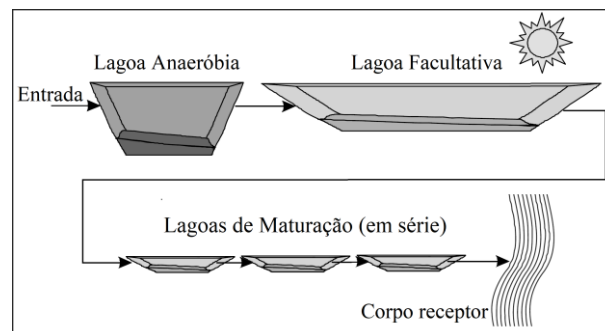 Lagoa Anaeróbia
Lagoa Facultativa
Entrada
Lagoas de Maturação (em série)
Corpo receptor